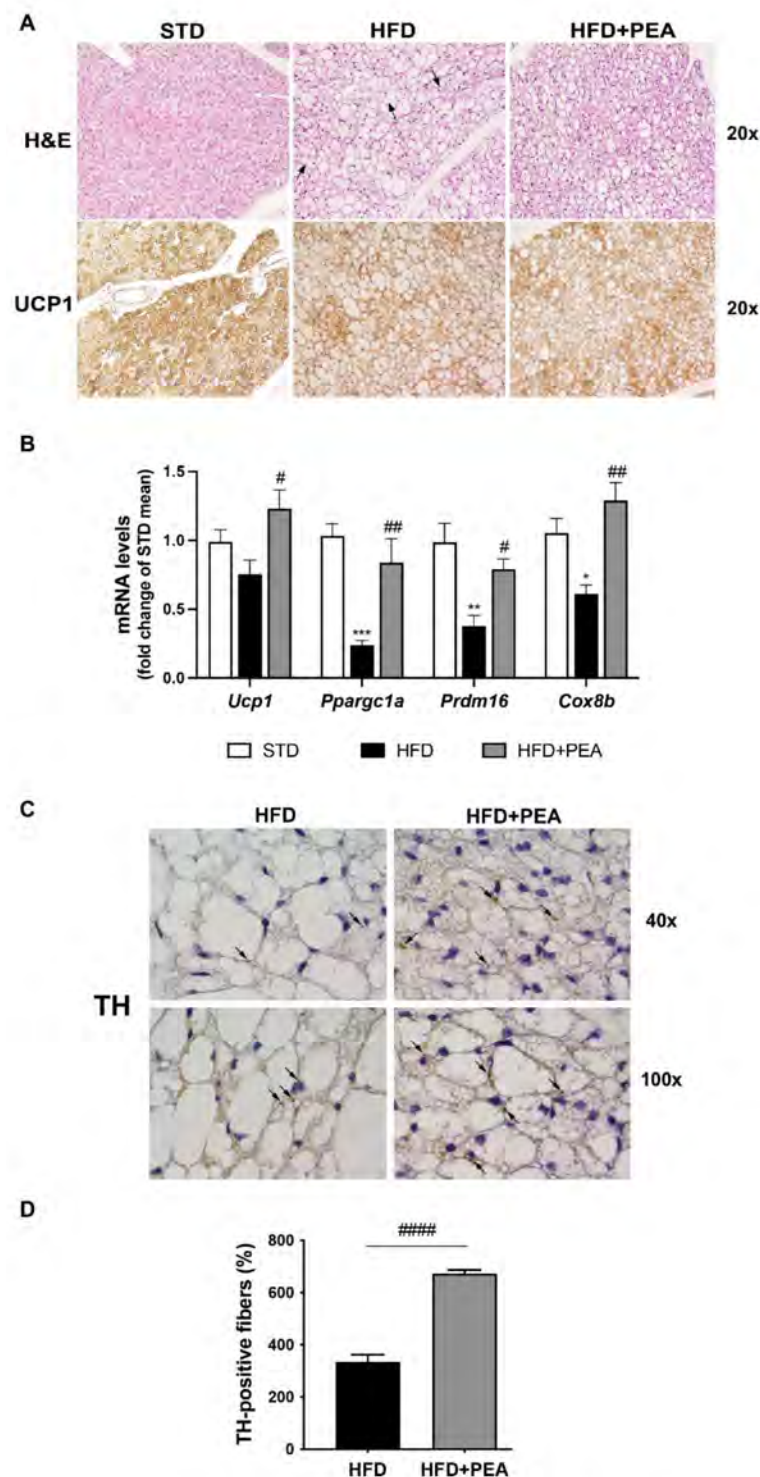 A
STD HFD HFD+PEA
H&E 20x
UCP1 20x
B
mRNA levels
(fold change of STD mean)
1.5
1.0
0.5
0.0
# ## # ##
*** ** *
Ucp1 Ppargc1a Prdm16 Cox8b
STD HFD HFD+PEA
C
HFD HFD+PEA
40x
TH
100x
D
TH-positive fibers (%)
####
800
600
400
200
0
HFD HFD+PEA